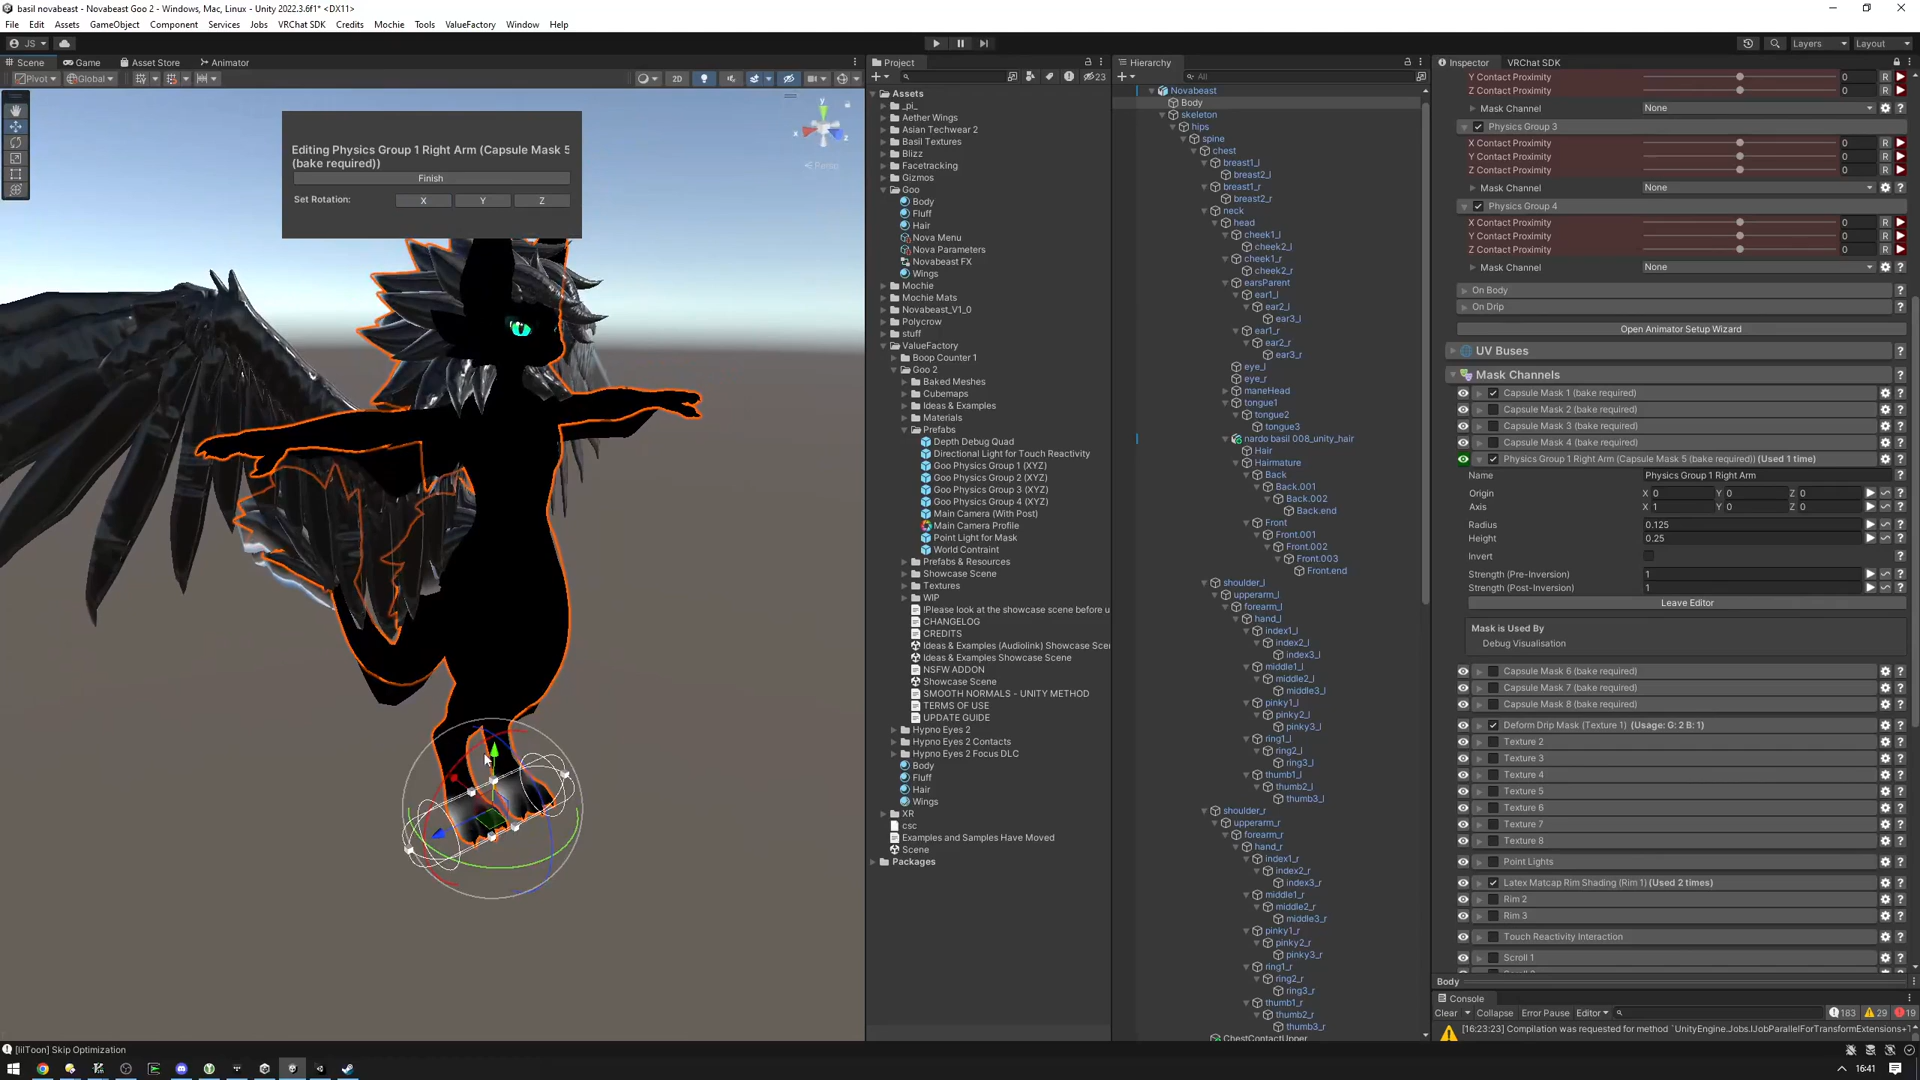 basil novabeast - Novabeast Goo 2 - Windows, Mac, Linux - Unity 2022.3.6f1* <DX11>
File Edit Assets GameObject Component Services Jobs VRChat SDK Credits Mochie Tools ValueFactory Window Help
JS
Layers Layout
Scene Game Asset Store Animator
Pivot Global 2D
Editing Physics Group 1 Right Arm (Capsule Mask 5
(bake required))
Finish
Set Rotation: X Y Z
y
x z
Persp
Project
23
Assets
_pi_
Aether Wings
Asian Techwear 2
Basil Textures
Blizz
Facetracking
Gizmos
Goo
Body
Fluff
Hair
Nova Menu
Nova Parameters
Novabeast FX
Wings
Mochie
Mochie Mats
Novabeast_V1_0
Polycrow
stuff
ValueFactory
Boop Counter 1
Goo 2
Baked Meshes
Cubemaps
Ideas & Examples
Materials
Prefabs
Depth Debug Quad
Directional Light for Touch Reactivity
Goo Physics Group 1 (XYZ)
Goo Physics Group 2 (XYZ)
Goo Physics Group 3 (XYZ)
Goo Physics Group 4 (XYZ)
Main Camera (With Post)
Main Camera Profile
Point Light for Mask
World Contraint
Prefabs & Resources
Showcase Scene
Textures
WIP
!Please look at the showcase scene before u
CHANGELOG
CREDITS
Ideas & Examples (Audiolink) Showcase Scer
Ideas & Examples Showcase Scene
NSFW ADDON
Showcase Scene
SMOOTH NORMALS - UNITY METHOD
TERMS OF USE
UPDATE GUIDE
Hypno Eyes 2
Hypno Eyes 2 Contacts
Hypno Eyes 2 Focus DLC
Body
Fluff
Hair
Wings
XR
csc
Examples and Samples Have Moved
Scene
Packages
Hierarchy
All
Novabeast
Body
skeleton
hips
spine
chest
breast1_l
breast2_l
breast1_r
breast2_r
neck
head
cheek1_l
cheek2_l
cheek1_r
cheek2_r
earsParent
ear1_l
ear2_l
ear3_l
ear1_r
ear2_r
ear3_r
eye_l
eye_r
maneHead
tongue1
tongue2
tongue3
nardo basil 008_unity_hair
Hair
Hairmature
Back
Back.001
Back.002
Back.end
Front
Front.001
Front.002
Front.003
Front.end
shoulder_l
upperarm_l
forearm_l
hand_l
index1_l
index2_l
index3_l
middle1_l
middle2_l
middle3_l
pinky1_l
pinky2_l
pinky3_l
ring1_l
ring2_l
ring3_l
thumb1_l
thumb2_l
thumb3_l
shoulder_r
upperarm_r
forearm_r
hand_r
index1_r
index2_r
index3_r
middle1_r
middle2_r
middle3_r
pinky1_r
pinky2_r
pinky3_r
ring1_r
ring2_r
ring3_r
thumb1_r
thumb2_r
thumb3_r
ChestContactUpper
Inspector VRChat SDK
Y Contact Proximity 0 R
Z Contact Proximity 0 R
Mask Channel None ?
Physics Group 3
X Contact Proximity 0 R
Y Contact Proximity 0 R
Z Contact Proximity 0 R
Mask Channel None ?
Physics Group 4
X Contact Proximity 0 R
Y Contact Proximity 0 R
Z Contact Proximity 0 R
Mask Channel None ?
On Body ?
On Drip ?
Open Animator Setup Wizard
UV Buses ?
Mask Channels ?
Capsule Mask 1 (bake required) ?
Capsule Mask 2 (bake required) ?
Capsule Mask 3 (bake required) ?
Capsule Mask 4 (bake required) ?
Physics Group 1 Right Arm (Capsule Mask 5 (bake required)) (Used 1 time) ?
Name Physics Group 1 Right Arm
Origin X 0 Y 0 Z 0 ?
Axis X 1 Y 0 Z 0 ?
Radius 0.125 ?
Height 0.25 ?
Invert ?
Strength (Pre-Inversion) 1 ?
Strength (Post-Inversion) 1 ?
Leave Editor
Mask is Used By
Debug Visualisation
Capsule Mask 6 (bake required) ?
Capsule Mask 7 (bake required) ?
Capsule Mask 8 (bake required) ?
Deform Drip Mask (Texture 1) (Usage: G: 2 B: 1) ?
Texture 2 ?
Texture 3 ?
Texture 4 ?
Texture 5 ?
Texture 6 ?
Texture 7 ?
Texture 8 ?
Point Lights ?
Latex Matcap Rim Shading (Rim 1) (Used 2 times) ?
Rim 2 ?
Rim 3 ?
Touch Reactivity Interaction ?
Scroll 1 ?
Body
Console
Clear Collapse Error Pause Editor 183 29 19
[16:23:23] Compilation was requested for method `UnityEngine.Jobs.IJobParallelForTransformExtensions+T
[lilToon] Skip Optimization
16:41